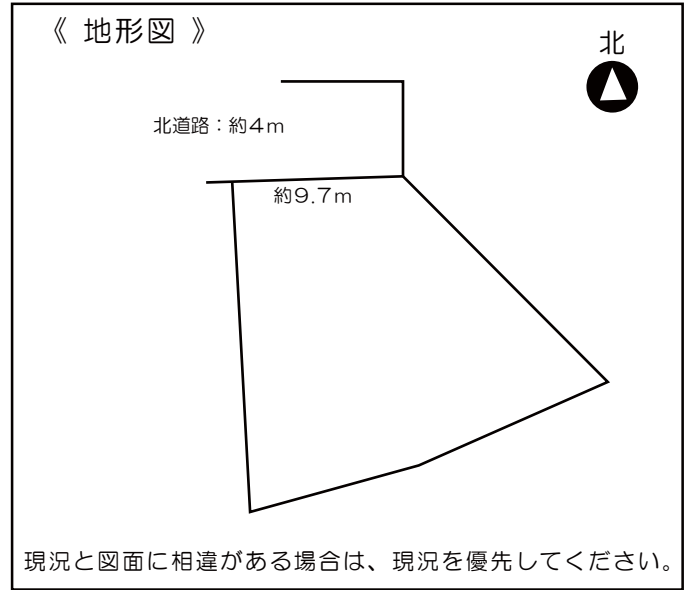 《 地形図 》
北
北道路：約4m
約9.7m
現況と図面に相違がある場合は、現況を優先してください。